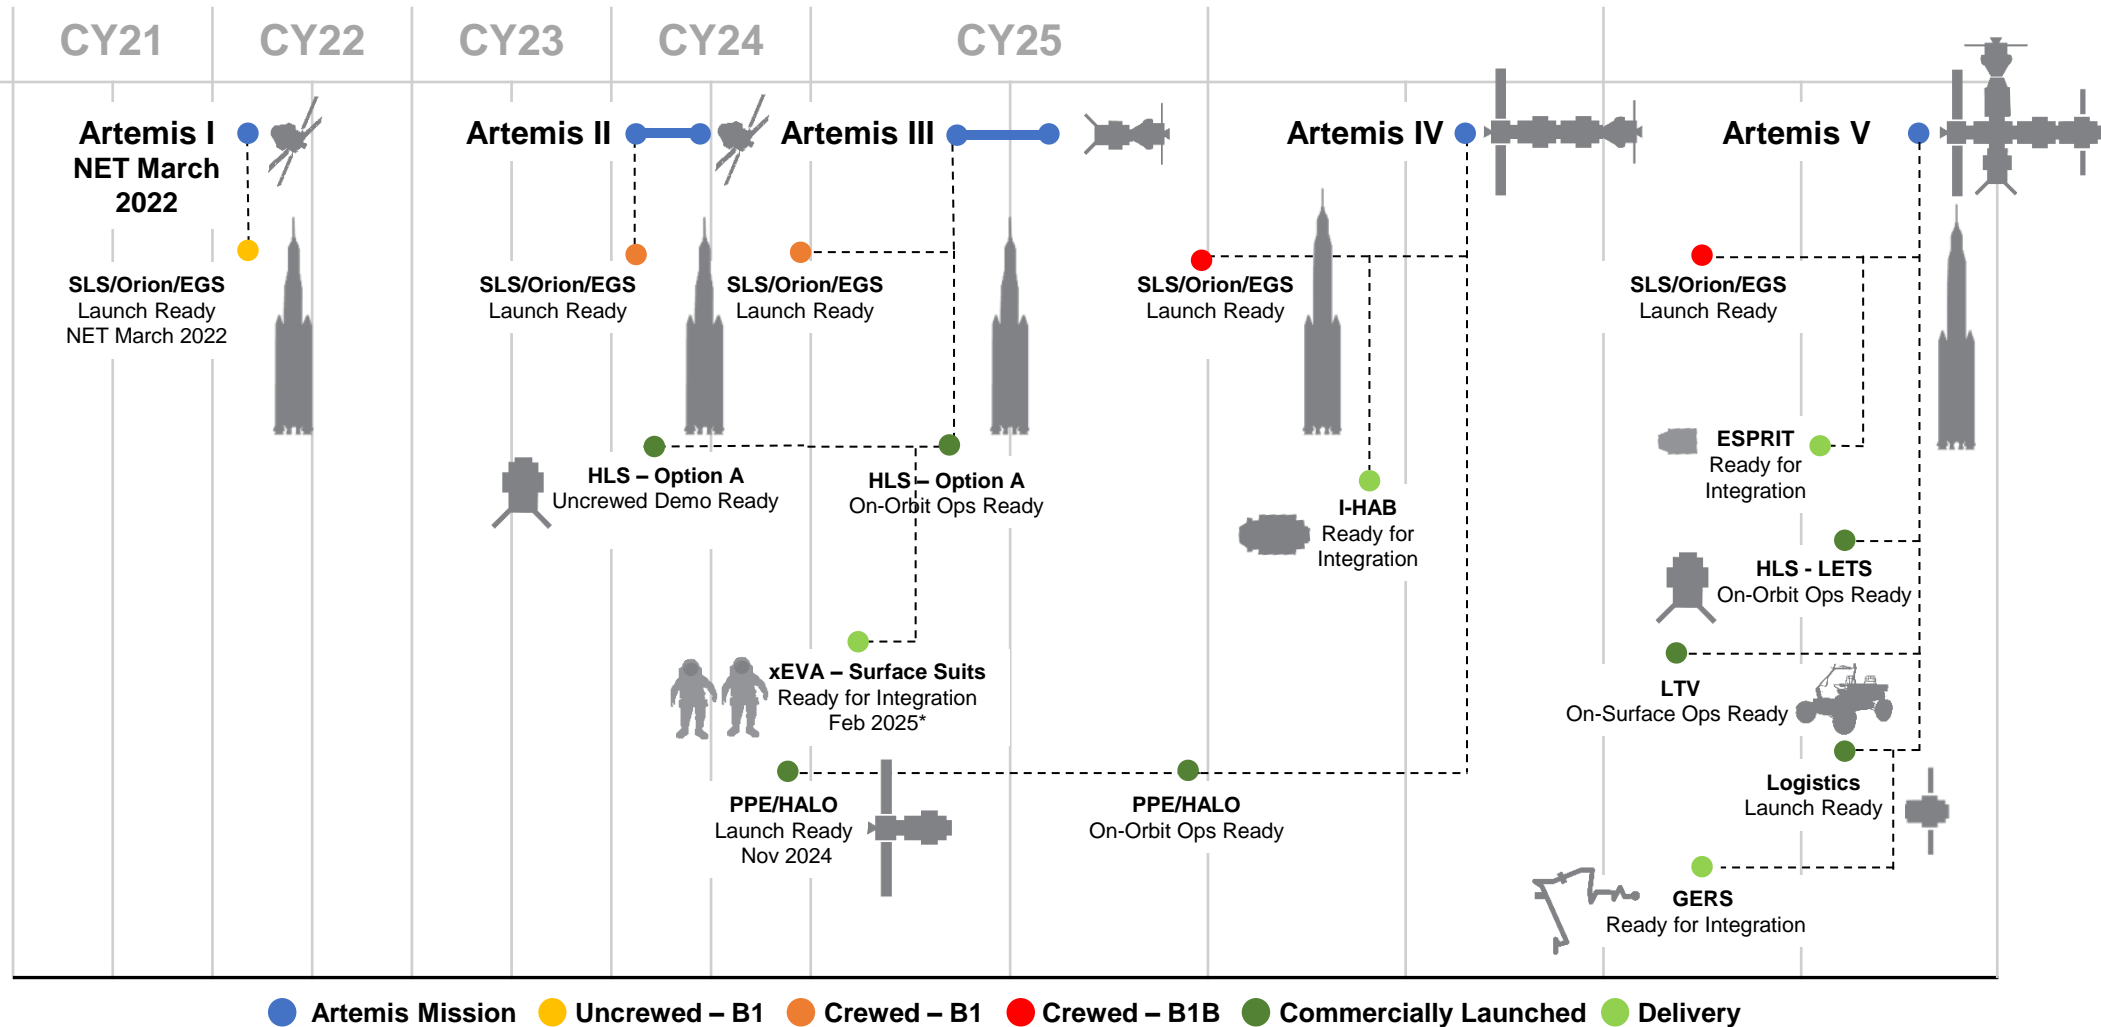 CY21
CY22
CY23
CY24
CY25
Artemis I
NET March
2022
Artemis II
Artemis III
Artemis IV
Artemis V
SLS/Orion/EGS
Launch Ready
NET March 2022
SLS/Orion/EGS
Launch Ready
SLS/Orion/EGS
Launch Ready
SLS/Orion/EGS
Launch Ready
SLS/Orion/EGS
Launch Ready
HLS – Option A
Uncrewed Demo Ready
HLS – Option A
On-Orbit Ops Ready
I-HAB
Ready for
Integration
ESPRIT
Ready for
Integration
HLS - LETS
On-Orbit Ops Ready
xEVA – Surface Suits
Ready for Integration
Feb 2025*
LTV
On-Surface Ops Ready
PPE/HALO
Launch Ready
Nov 2024
PPE/HALO
On-Orbit Ops Ready
Logistics
Launch Ready
GERS
Ready for Integration
Artemis Mission
Uncrewed – B1
Crewed – B1
Crewed – B1B
Commercially Launched
Delivery